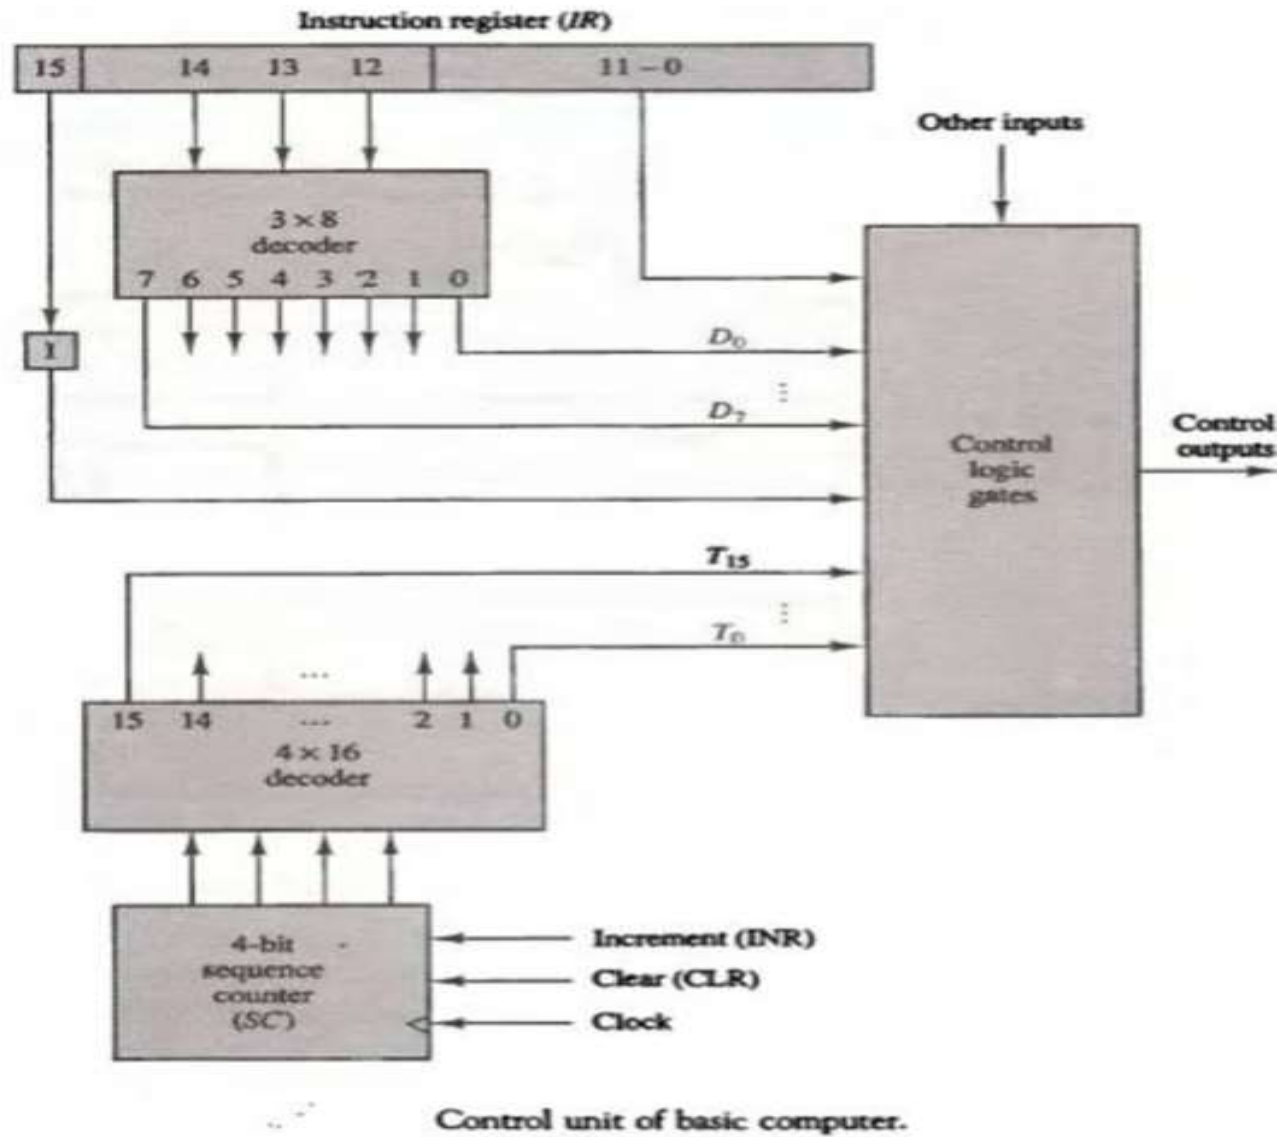 Instruction register (IR)
15 14 13 12 11 – 0
Other inputs
3 × 8
decoder
7 6 5 4 3 2 1 0
I
D0
⋮
D7
Control
outputs
Control
logic
gates
T15
⋮
T0
...
15 14 ... 2 1 0
4 × 16
decoder
4-bit
sequence
counter
(SC)
Increment (INR)
Clear (CLR)
Clock
Control unit of basic computer.